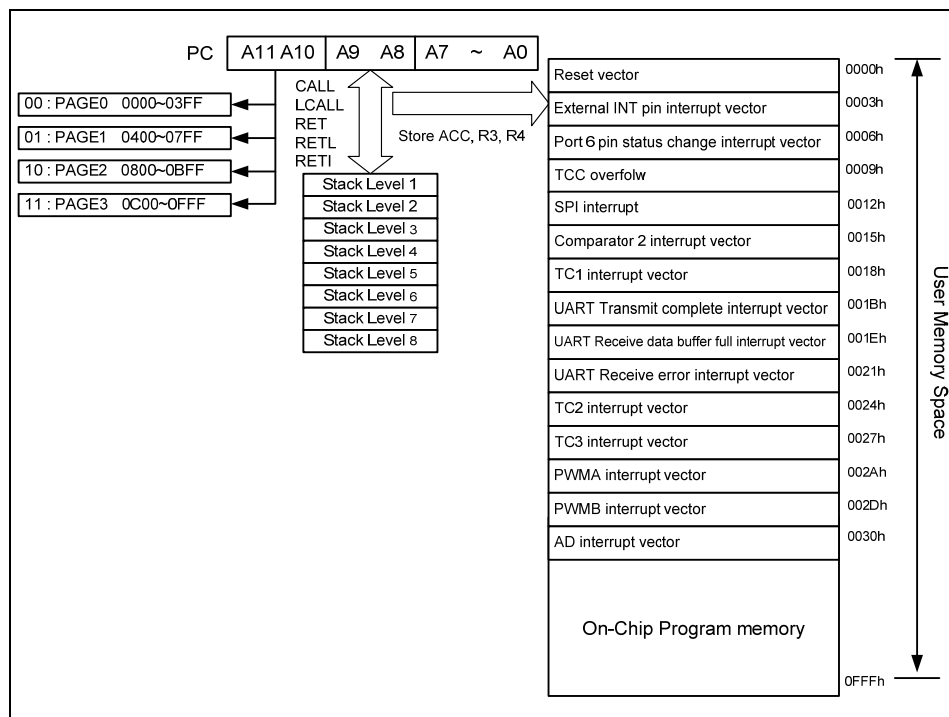 PC A11 A10 A9 A8 A7 ~ A0
00 : PAGE0 0000~03FF
01 : PAGE1 0400~07FF
10 : PAGE2 0800~0BFF
11 : PAGE3 0C00~0FFF
CALL
LCALL
RET
RETL
RETI
Store ACC, R3, R4
Stack Level 1
Stack Level 2
Stack Level 3
Stack Level 4
Stack Level 5
Stack Level 6
Stack Level 7
Stack Level 8
Reset vector 0000h
External INT pin interrupt vector 0003h
Port 6 pin status change interrupt vector 0006h
TCC overfolw 0009h
SPI interrupt 0012h
Comparator 2 interrupt vector 0015h
TC1 interrupt vector 0018h
UART Transmit complete interrupt vector 001Bh
UART Receive data buffer full interrupt vector 001Eh
UART Receive error interrupt vector 0021h
TC2 interrupt vector 0024h
TC3 interrupt vector 0027h
PWMA interrupt vector 002Ah
PWMB interrupt vector 002Dh
AD interrupt vector 0030h
On-Chip Program memory
0FFFh
User Memory Space